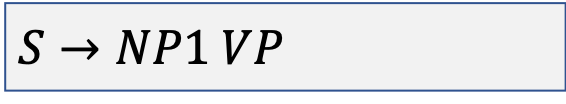 S → NP1 VP